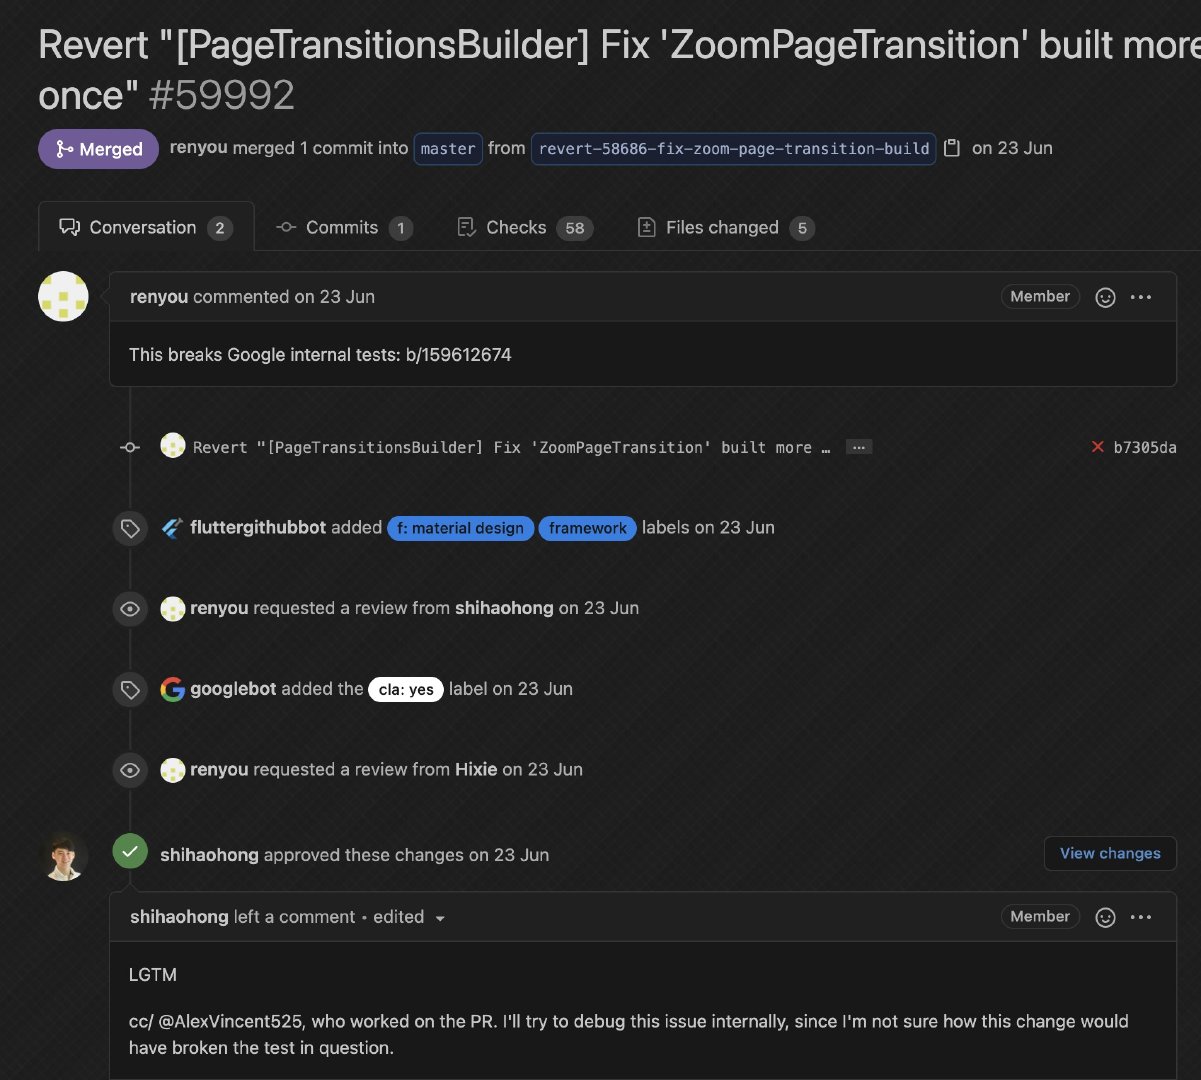 Revert "[PageTransitionsBuilder] Fix 'ZoomPageTransition' built more
once" #59992
Merged renyou merged 1 commit into master from revert-58686-fix-zoom-page-transition-build on 23 Jun
Conversation 2 Commits 1 Checks 58 Files changed 5
renyou commented on 23 Jun Member
This breaks Google internal tests: b/159612674
Revert "[PageTransitionsBuilder] Fix 'ZoomPageTransition' built more … b7305da
fluttergithubbot added f: material design framework labels on 23 Jun
renyou requested a review from shihaohong on 23 Jun
googlebot added the cla: yes label on 23 Jun
renyou requested a review from Hixie on 23 Jun
shihaohong approved these changes on 23 Jun View changes
shihaohong left a comment • edited Member
LGTM
cc/ @AlexVincent525, who worked on the PR. I'll try to debug this issue internally, since I'm not sure how this change would
have broken the test in question.